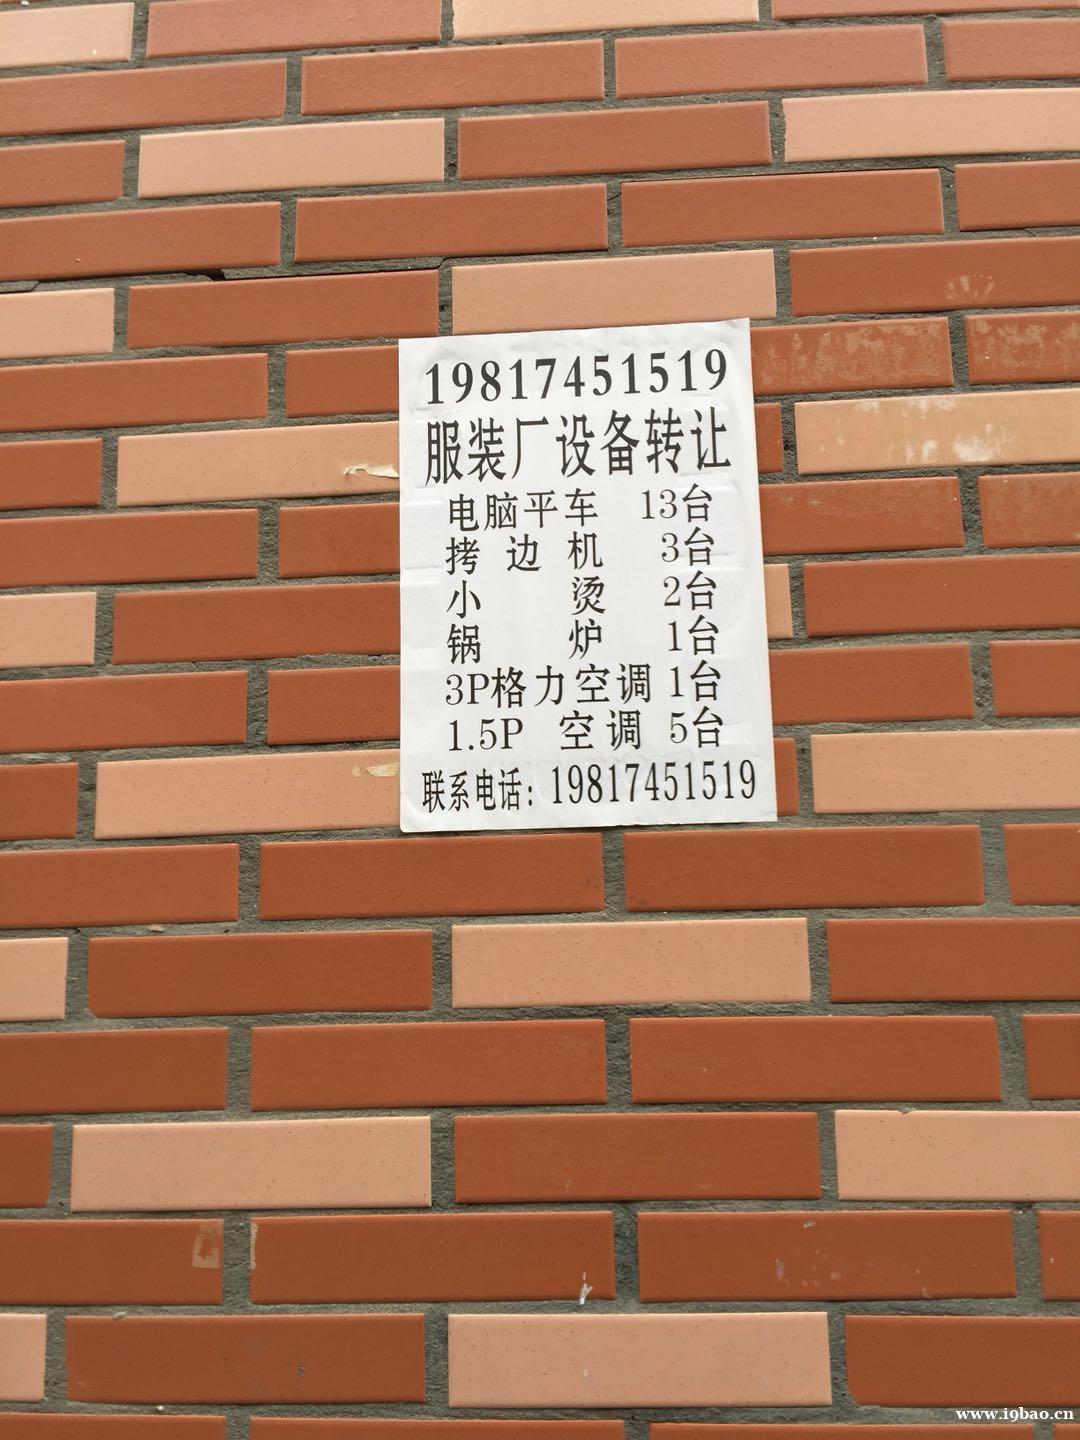 19817451519
服装厂设备转让
电脑平车 13台
拷边机 3台
小烫 2台
锅炉 1台
3P格力空调 1台
1.5P 空调 5台
联系电话：19817451519
www.i9bao.cn